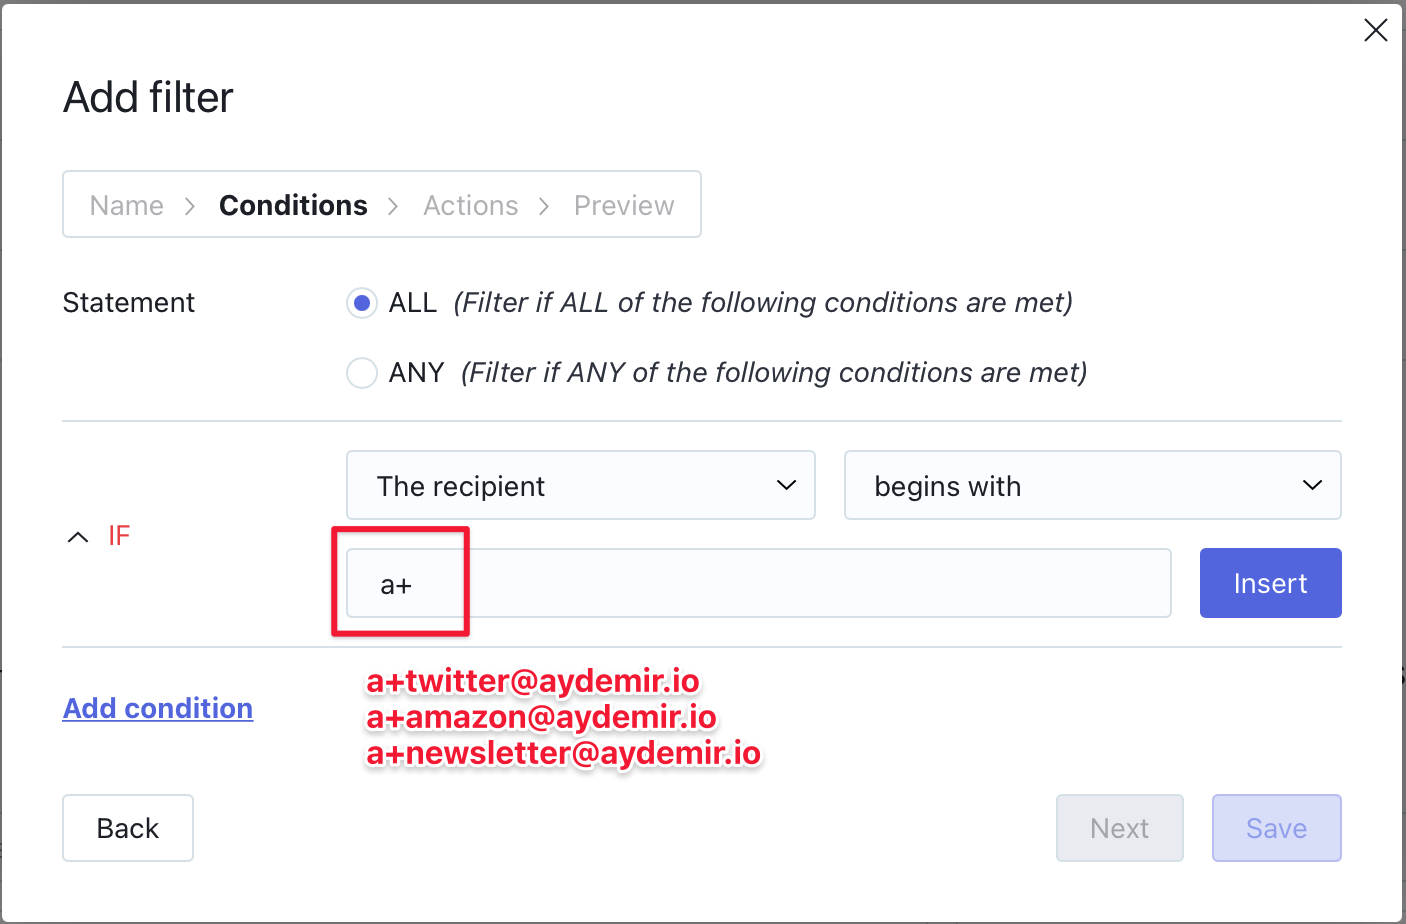 Add filter
Name > Conditions > Actions > Preview
Statement
ALL (Filter if ALL of the following conditions are met)
ANY (Filter if ANY of the following conditions are met)
The recipient
begins with
IF
a+
Insert
Add condition
a+twitter@aydemir.io
a+amazon@aydemir.io
a+newsletter@aydemir.io
Back
Next
Save